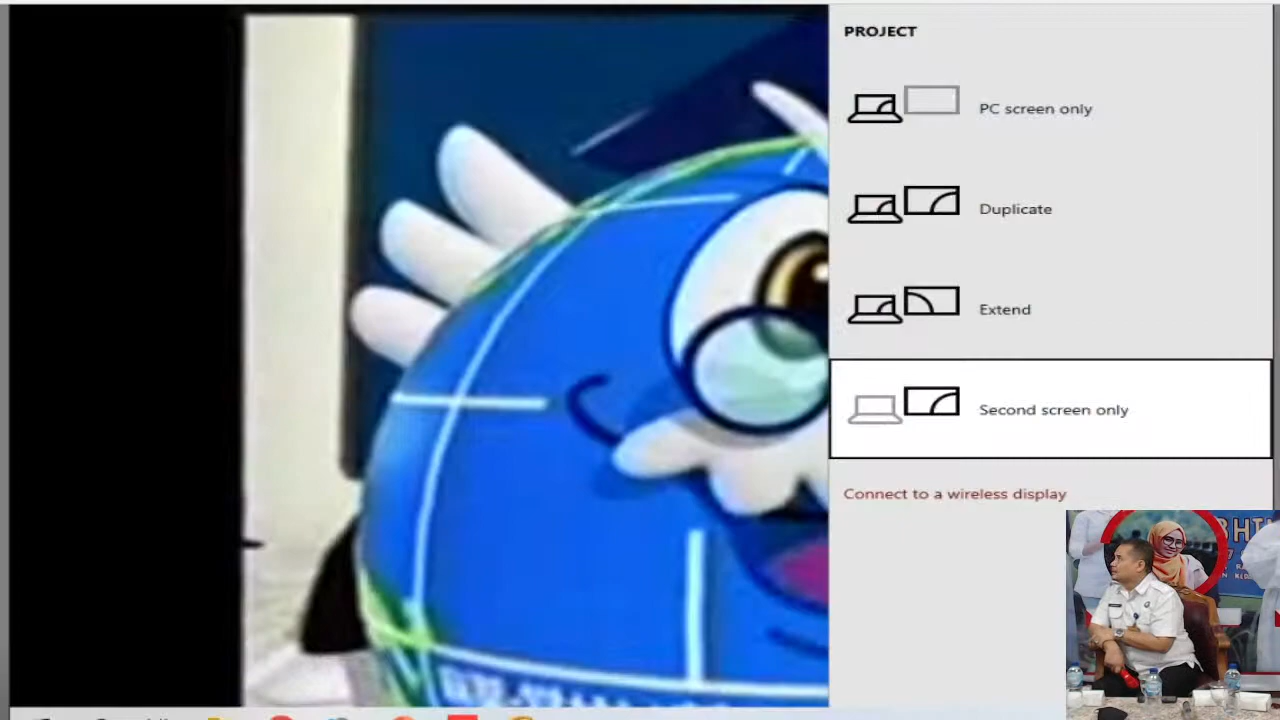 PROJECT
PC screen only
Duplicate
Extend
Second screen only
Connect to a wireless display